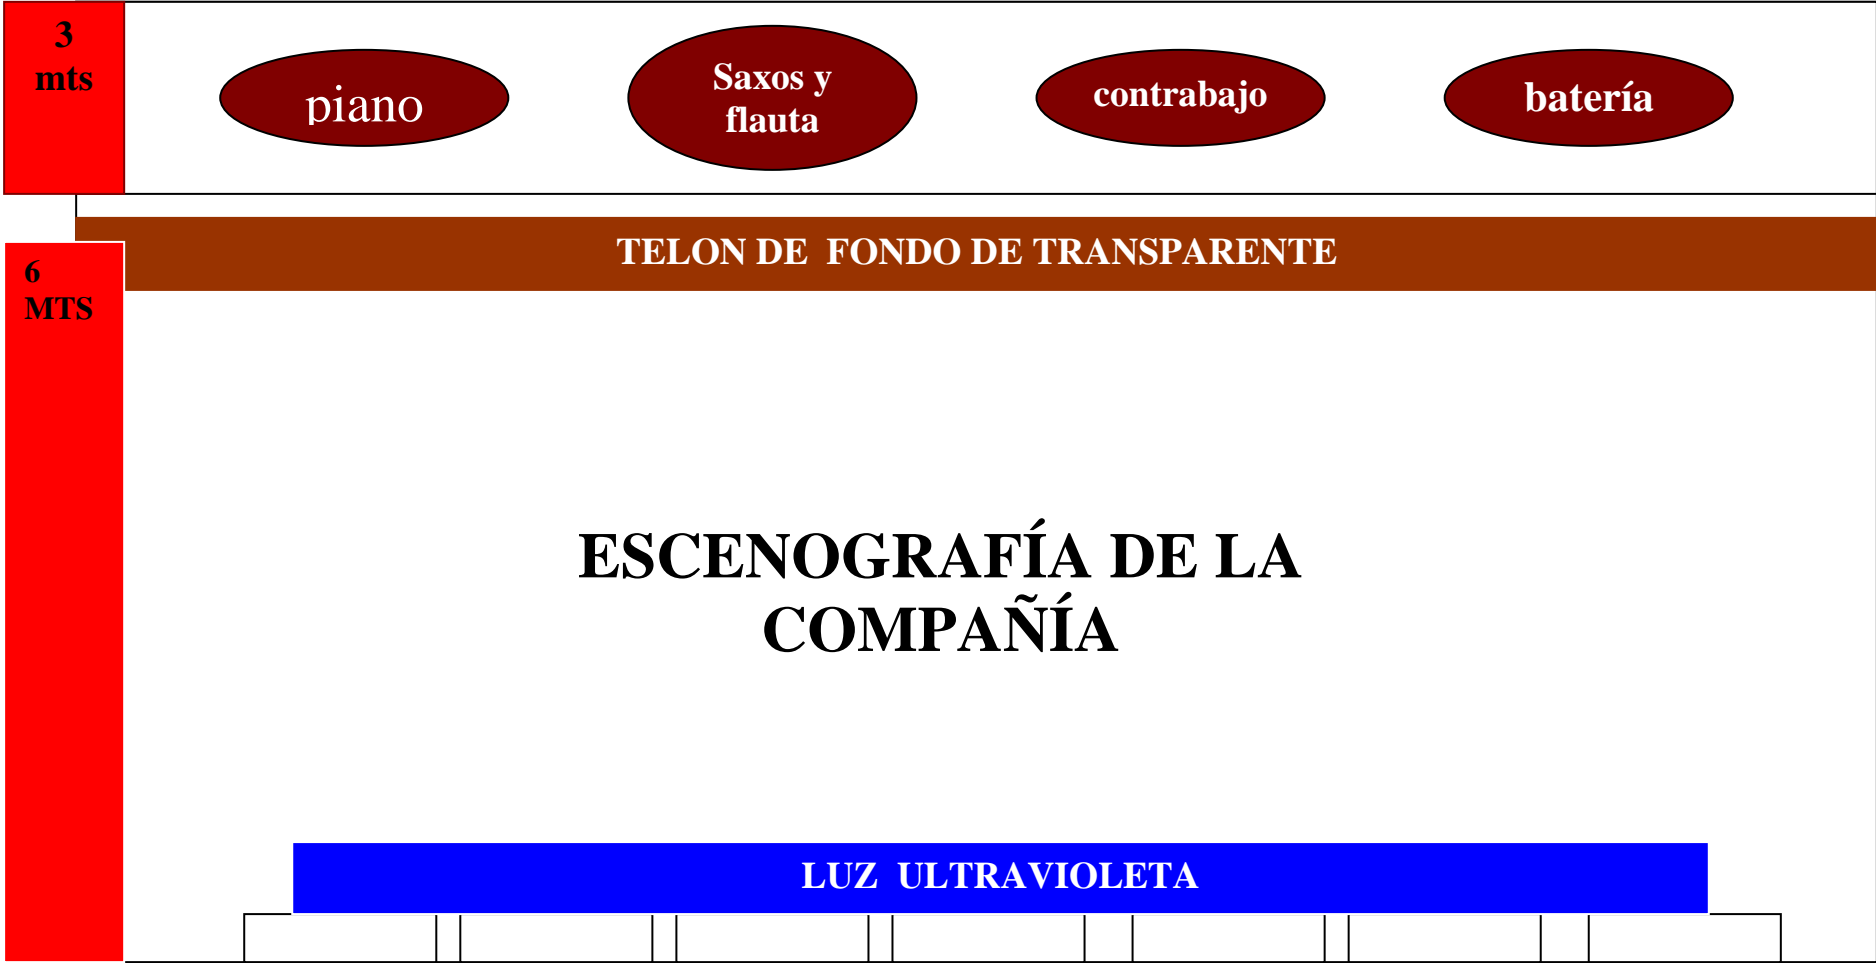 3
mts
piano
Saxos y
flauta
contrabajo
batería
TELON DE  FONDO DE TRANSPARENTE
6
MTS
ESCENOGRAFÍA DE LA
COMPAÑÍA
LUZ  ULTRAVIOLETA